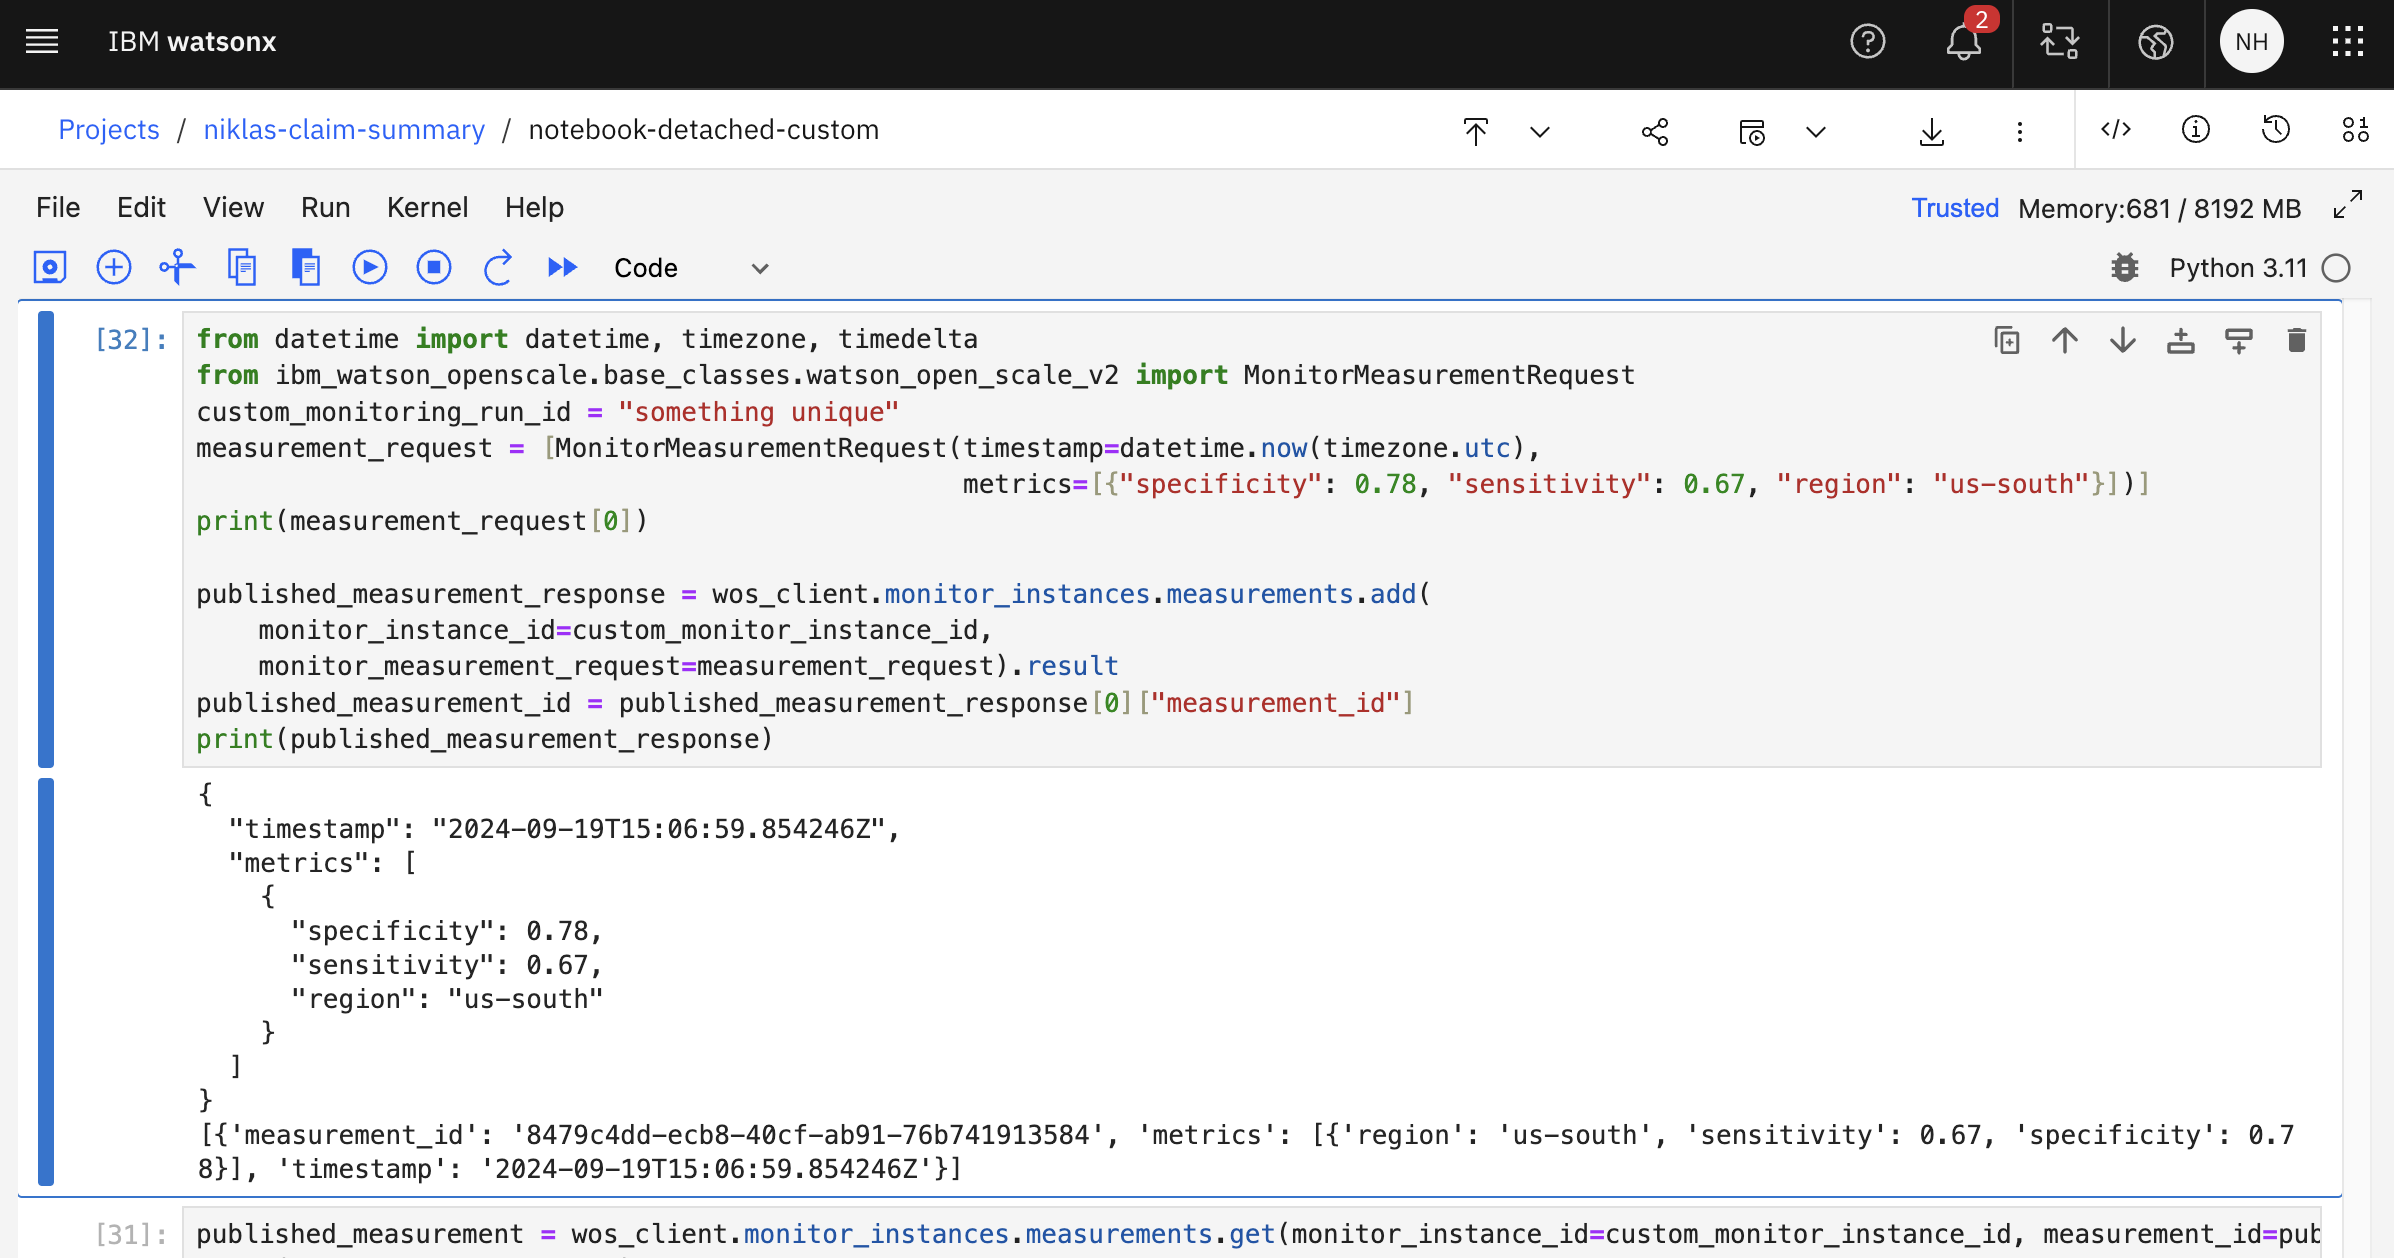 IBM watsonx
2
NH
Projects / niklas-claim-summary / notebook-detached-custom
File Edit View Run Kernel Help
Trusted Memory:681 / 8192 MB
Code
Python 3.11
[32]:
from datetime import datetime, timezone, timedelta
from ibm_watson_openscale.base_classes.watson_open_scale_v2 import MonitorMeasurementRequest
custom_monitoring_run_id = "something unique"
measurement_request = [MonitorMeasurementRequest(timestamp=datetime.now(timezone.utc),
metrics=[{"specificity": 0.78, "sensitivity": 0.67, "region": "us-south"}])]
print(measurement_request[0])
published_measurement_response = wos_client.monitor_instances.measurements.add(
monitor_instance_id=custom_monitor_instance_id,
monitor_measurement_request=measurement_request).result
published_measurement_id = published_measurement_response[0]["measurement_id"]
print(published_measurement_response)
{
"timestamp": "2024-09-19T15:06:59.854246Z",
"metrics": [
{
"specificity": 0.78,
"sensitivity": 0.67,
"region": "us-south"
}
]
}
[{'measurement_id': '8479c4dd-ecb8-40cf-ab91-76b741913584', 'metrics': [{'region': 'us-south', 'sensitivity': 0.67, 'specificity': 0.7
8}], 'timestamp': '2024-09-19T15:06:59.854246Z'}]
[31]:
published_measurement = wos_client.monitor_instances.measurements.get(monitor_instance_id=custom_monitor_instance_id, measurement_id=pub